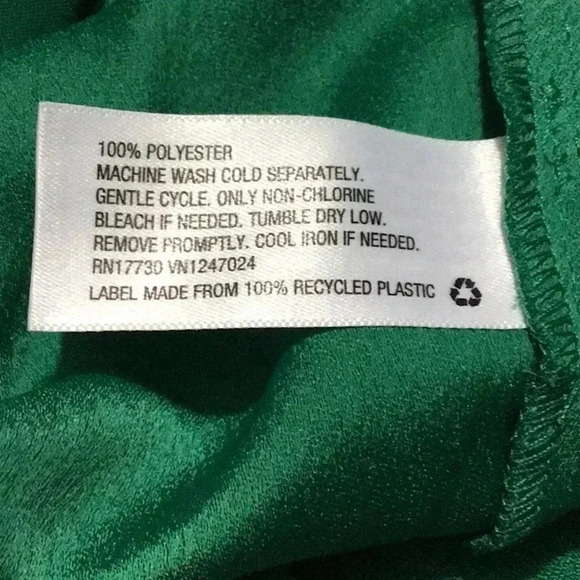 100% POLYESTER
MACHINE WASH COLD SEPARATELY.
GENTLE CYCLE. ONLY NON-CHLORINE
BLEACH IF NEEDED. TUMBLE DRY LOW.
REMOVE PROMPTLY. COOL IRON IF NEEDED.
RN17730 VN1247024
LABEL MADE FROM 100% RECYCLED PLASTIC